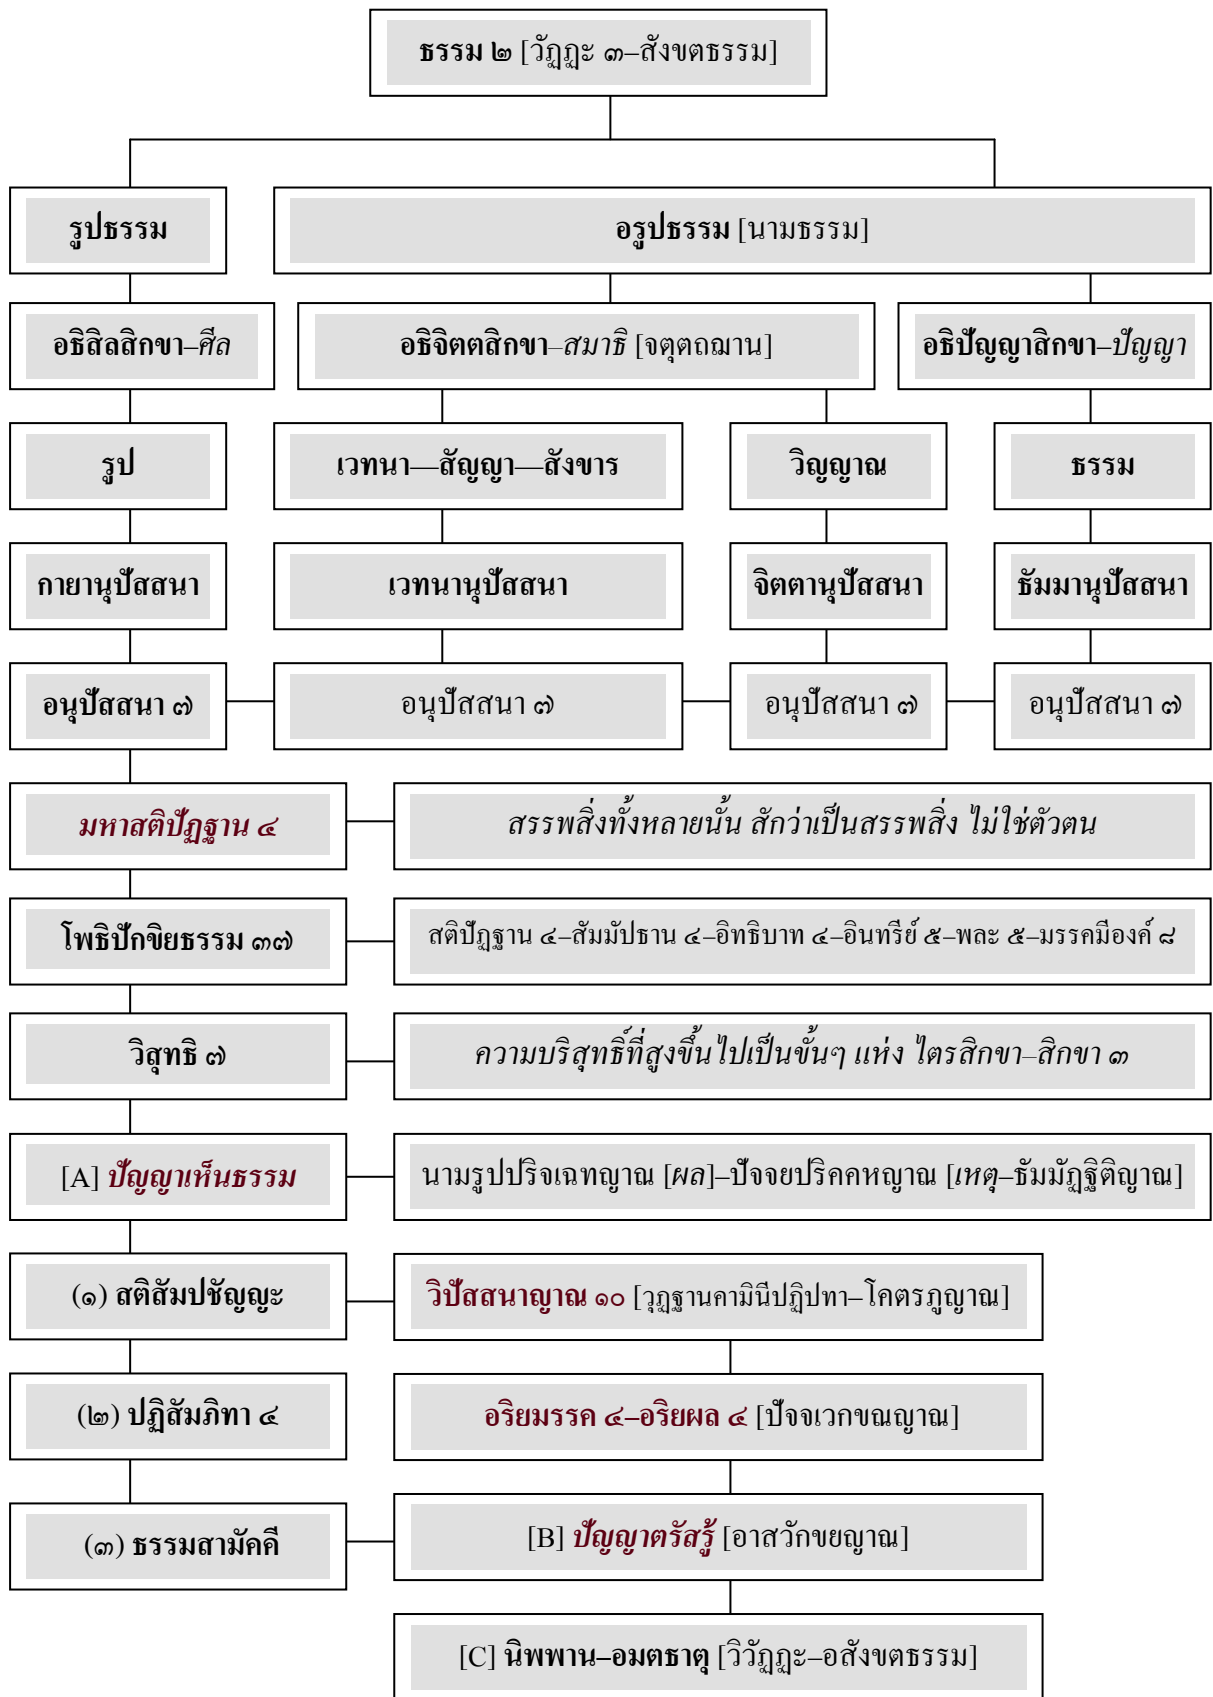 ธรรม ๒ [วัฏฏะ ๓–สังขตธรรม]
รูปธรรม
อรูปธรรม [นามธรรม]
อธิสิลสิกขา–ศีล
อธิจิตตสิกขา–สมาธิ [จตุตถฌาน]
อธิปัญญาสิกขา–ปัญญา
รูป
เวทนา—สัญญา—สังขาร
วิญญาณ
ธรรม
กายานุปัสสนา
เวทนานุปัสสนา
จิตตานุปัสสนา
ธัมมานุปัสสนา
อนุปัสสนา ๗
อนุปัสสนา ๗
อนุปัสสนา ๗
อนุปัสสนา ๗
มหาสติปัฏฐาน ๔
สรรพสิ่งทั้งหลายนั้น สักว่าเป็นสรรพสิ่ง ไม่ใช่ตัวตน
โพธิปักขิยธรรม ๓๗
สติปัฏฐาน ๔–สัมมัปธาน ๔–อิทธิบาท ๔–อินทรีย์ ๕–พละ ๕–มรรคมีองค์ ๘
วิสุทธิ ๗
ความบริสุทธิ์ที่สูงขึ้นไปเป็นขั้นๆ แห่ง ไตรสิกขา–สิกขา ๓
[A] ปัญญาเห็นธรรม
นามรูปปริจเฉทญาณ [ผล]–ปัจจยปริคคหญาณ [เหตุ–ธัมมัฏฐิติญาณ]
(๑) สติสัมปชัญญะ
วิปัสสนาญาณ ๑๐ [วุฏฐานคามินีปฏิปทา–โคตรภูญาณ]
(๒) ปฏิสัมภิทา ๔
อริยมรรค ๔–อริยผล ๔ [ปัจจเวกขณญาณ]
(๓) ธรรมสามัคคี
[B] ปัญญาตรัสรู้ [อาสวักขยญาณ]
[C] นิพพาน–อมตธาตุ [วิวัฏฏะ–อสังขตธรรม]